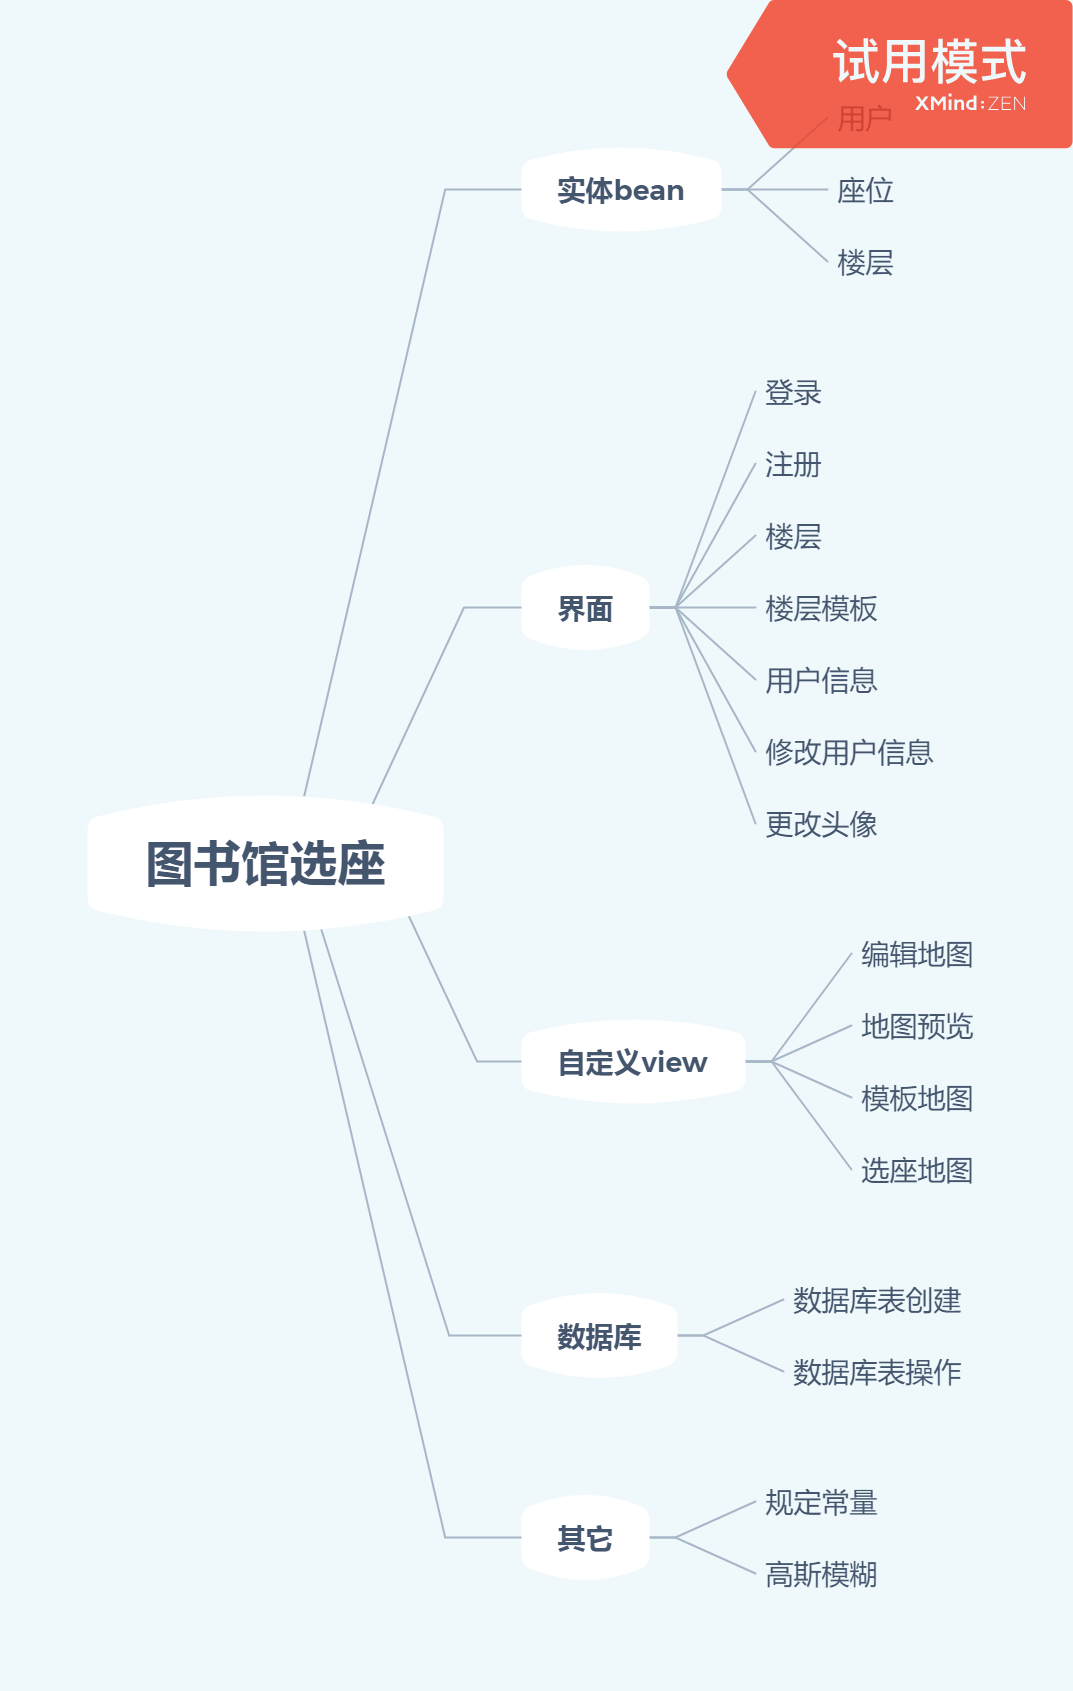 试用模式
XMind:ZEN
用户
实体bean
座位
楼层
登录
注册
楼层
界面
楼层模板
用户信息
修改用户信息
更改头像
图书馆选座
编辑地图
地图预览
自定义view
模板地图
选座地图
数据库表创建
数据库
数据库表操作
规定常量
其它
高斯模糊